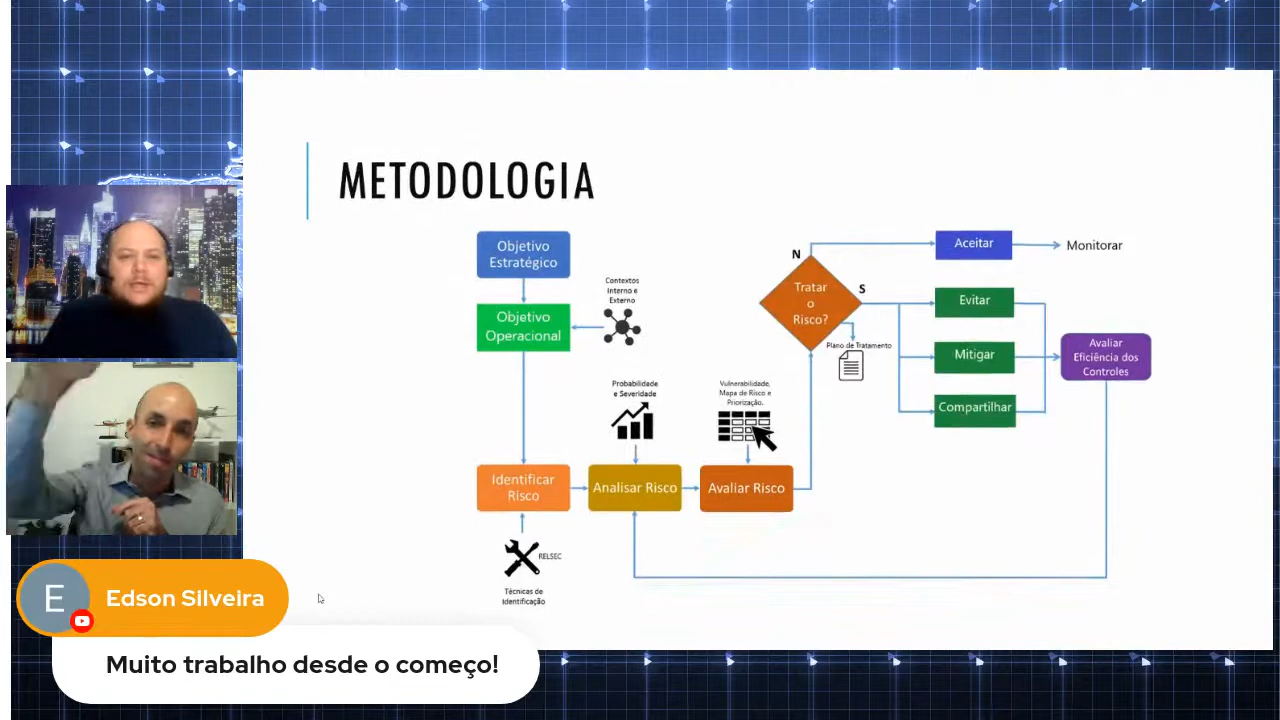 METODOLOGIA
Objetivo
Estratégico
Contextos
Interno e
Externo
Objetivo
Operacional
Identificar
Risco
RELSEC
Técnicas de
Identificação
Probabilidade
e Severidade
Analisar Risco
Vulnerabilidade,
Mapa de Risco e
Priorização.
Avaliar Risco
N
Tratar
o
Risco?
S
Plano de Tratamento
Aceitar
Monitorar
Evitar
Mitigar
Compartilhar
Avaliar
Eficiência dos
Controles
E
Edson Silveira
Muito trabalho desde o começo!